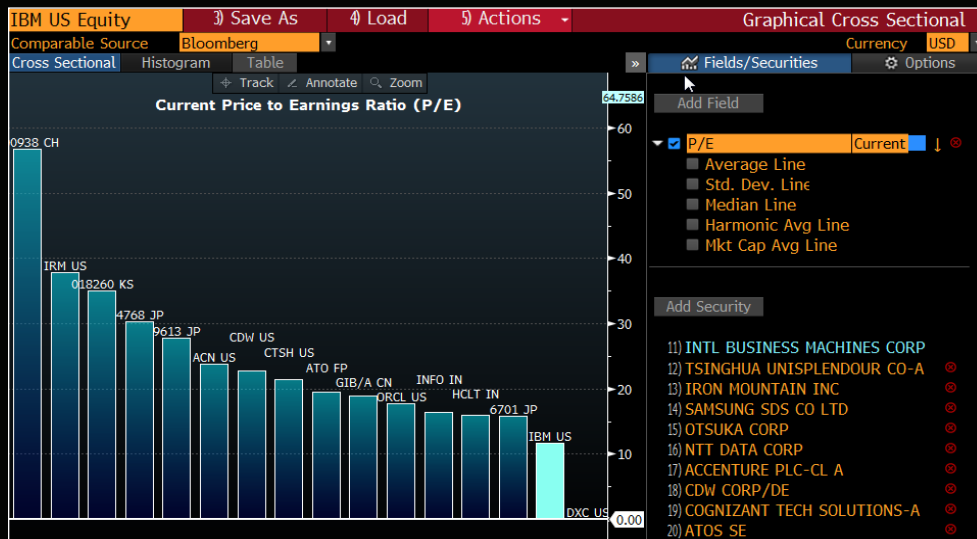 IBM US Equity 3) Save As 4) Load 5) Actions Graphical Cross Sectional
Comparable Source Bloomberg Currency USD
Cross Sectional Histogram Table » Fields/Securities Options
Track Annotate Zoom
Current Price to Earnings Ratio (P/E)
64.7586
60
50
40
30
20
10
0.00
0938 CH
IRM US
018260 KS
4768 JP
9613 JP
ACN US
CDW US
CTSH US
ATO FP
GIB/A CN
ORCL US
INFO IN
HCLT IN
6701 JP
IBM US
DXC US
Add Field
P/E Current
Average Line
Std. Dev. Line
Median Line
Harmonic Avg Line
Mkt Cap Avg Line
Add Security
11) INTL BUSINESS MACHINES CORP
12) TSINGHUA UNISPLENDOUR CO-A
13) IRON MOUNTAIN INC
14) SAMSUNG SDS CO LTD
15) OTSUKA CORP
16) NTT DATA CORP
17) ACCENTURE PLC-CL A
18) CDW CORP/DE
19) COGNIZANT TECH SOLUTIONS-A
20) ATOS SE